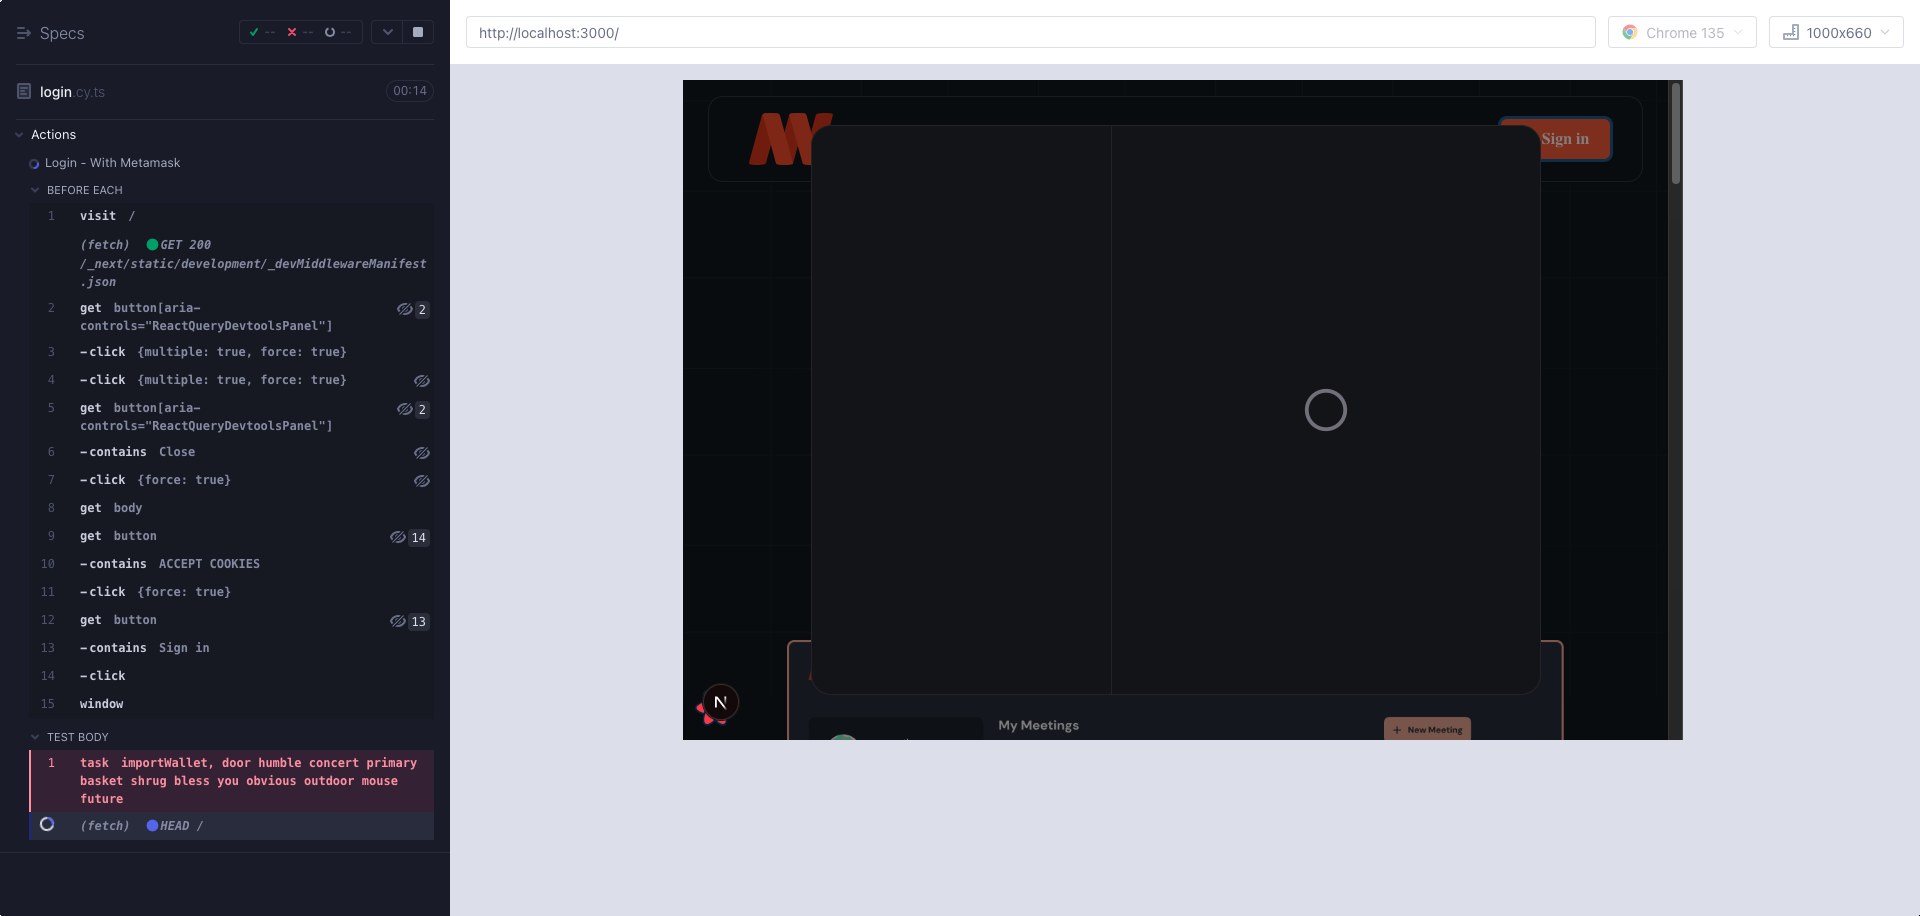 Specs
-- -- --
http://localhost:3000/
Chrome 135
1000x660
login.cy.ts
00:14
Actions
Login - With Metamask
BEFORE EACH
1 visit /
(fetch) GET 200
/_next/static/development/_devMiddlewareManifest
.json
2 get button[aria-
controls="ReactQueryDevtoolsPanel"] 2
3 -click {multiple: true, force: true}
4 -click {multiple: true, force: true}
5 get button[aria-
controls="ReactQueryDevtoolsPanel"] 2
6 -contains Close
7 -click {force: true}
8 get body
9 get button 14
10 -contains ACCEPT COOKIES
11 -click {force: true}
12 get button 13
13 -contains Sign in
14 -click
15 window
TEST BODY
1 task importWallet, door humble concert primary
basket shrug bless you obvious outdoor mouse
future
(fetch) HEAD /
Sign in
N
My Meetings
+ New Meeting